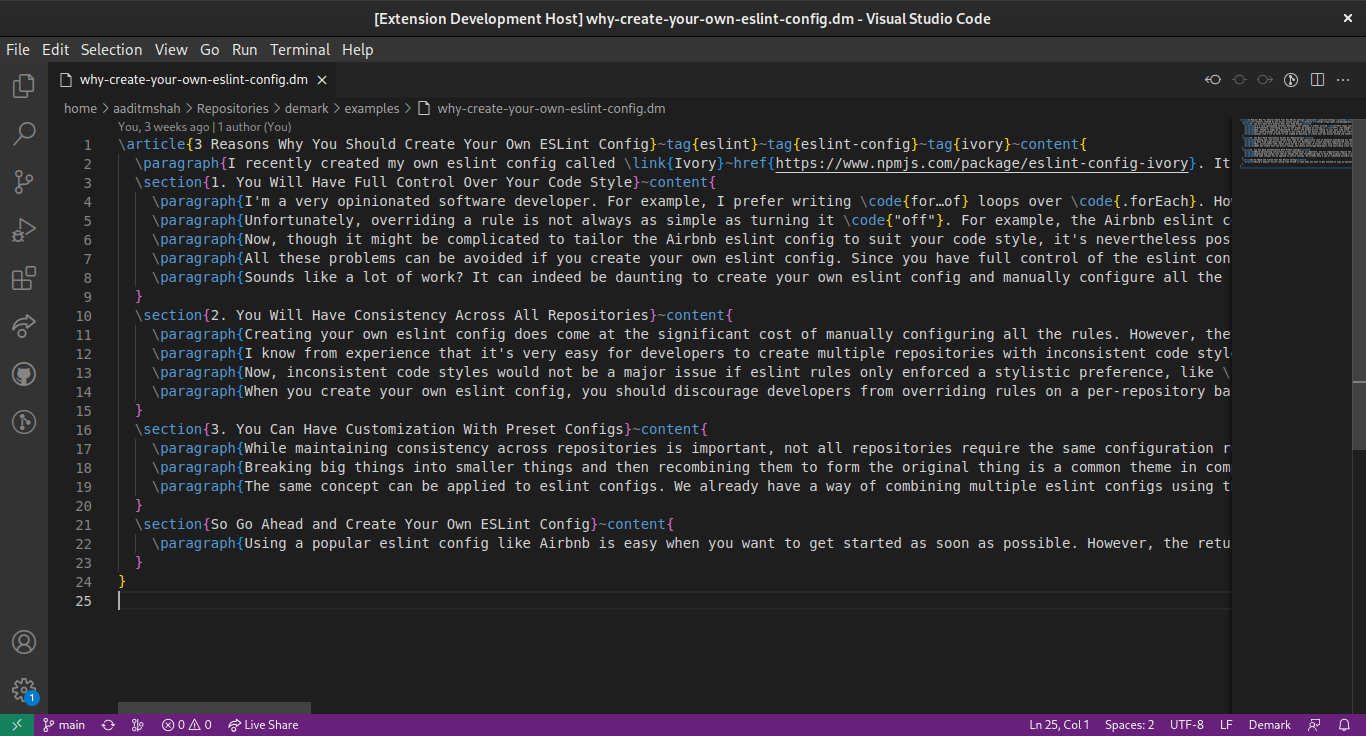 [Extension Development Host] why-create-your-own-eslint-config.dm - Visual Studio Code
File Edit Selection View Go Run Terminal Help
why-create-your-own-eslint-config.dm
home > aaditmshah > Repositories > demark > examples > why-create-your-own-eslint-config.dm
You, 3 weeks ago | 1 author (You)
1 \article{3 Reasons Why You Should Create Your Own ESLint Config}~tag{eslint}~tag{eslint-config}~tag{ivory}~content{
2 \paragraph{I recently created my own eslint config called \link{Ivory}~href{https://www.npmjs.com/package/eslint-config-ivory}. It
3 \section{1. You Will Have Full Control Over Your Code Style}~content{
4 \paragraph{I'm a very opinionated software developer. For example, I prefer writing \code{for…of} loops over \code{.forEach}. Ho
5 \paragraph{Unfortunately, overriding a rule is not always as simple as turning it \code{"off"}. For example, the Airbnb eslint c
6 \paragraph{Now, though it might be complicated to tailor the Airbnb eslint config to suit your code style, it's nevertheless pos
7 \paragraph{All these problems can be avoided if you create your own eslint config. Since you have full control of the eslint con
8 \paragraph{Sounds like a lot of work? It can indeed be daunting to create your own eslint config and manually configure all the
9 }
10 \section{2. You Will Have Consistency Across All Repositories}~content{
11 \paragraph{Creating your own eslint config does come at the significant cost of manually configuring all the rules. However, the
12 \paragraph{I know from experience that it's very easy for developers to create multiple repositories with inconsistent code styl
13 \paragraph{Now, inconsistent code styles would not be a major issue if eslint rules only enforced a stylistic preference, like \
14 \paragraph{When you create your own eslint config, you should discourage developers from overriding rules on a per-repository ba
15 }
16 \section{3. You Can Have Customization With Preset Configs}~content{
17 \paragraph{While maintaining consistency across repositories is important, not all repositories require the same configuration r
18 \paragraph{Breaking big things into smaller things and then recombining them to form the original thing is a common theme in com
19 \paragraph{The same concept can be applied to eslint configs. We already have a way of combining multiple eslint configs using t
20 }
21 \section{So Go Ahead and Create Your Own ESLint Config}~content{
22 \paragraph{Using a popular eslint config like Airbnb is easy when you want to get started as soon as possible. However, the retu
23 }
24 }
25
1
main 0 0 Live Share Ln 25, Col 1 Spaces: 2 UTF-8 LF Demark